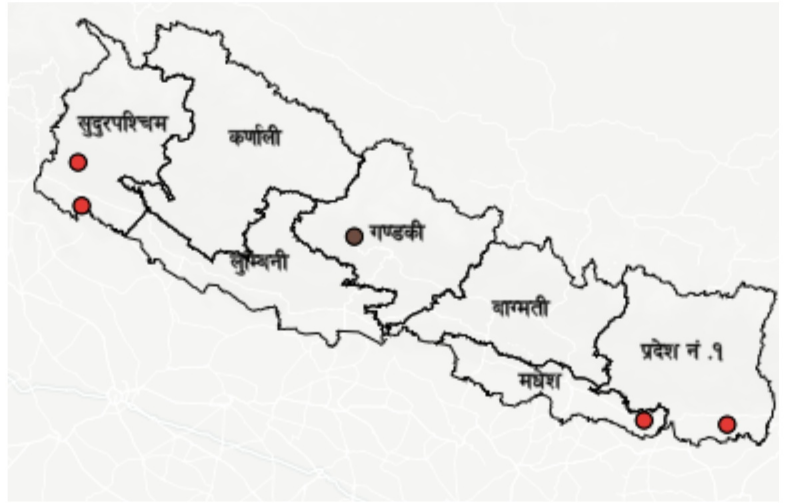 सुदुरपश्चिम
कर्णाली
गण्डकी
लुम्बिनी
बाग्मती
प्रदेश नं .१
मधेश